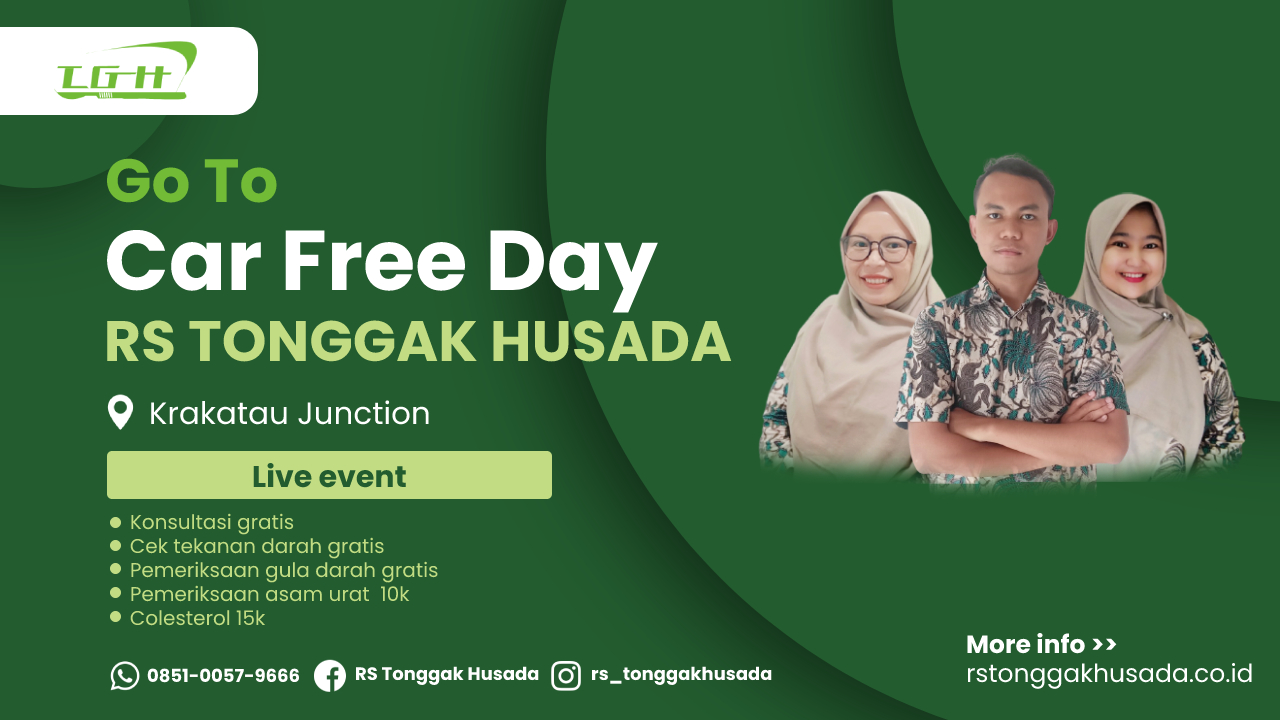 TGH
Go To
Car Free Day
RS TONGGAK HUSADA
Krakatau Junction
Live event
Konsultasi gratis
Cek tekanan darah gratis
Pemeriksaan gula darah gratis
Pemeriksaan asam urat  10k
Colesterol 15k
0851-0057-9666 RS Tonggak Husada rs_tonggakhusada
More info >>
rstonggakhusada.co.id